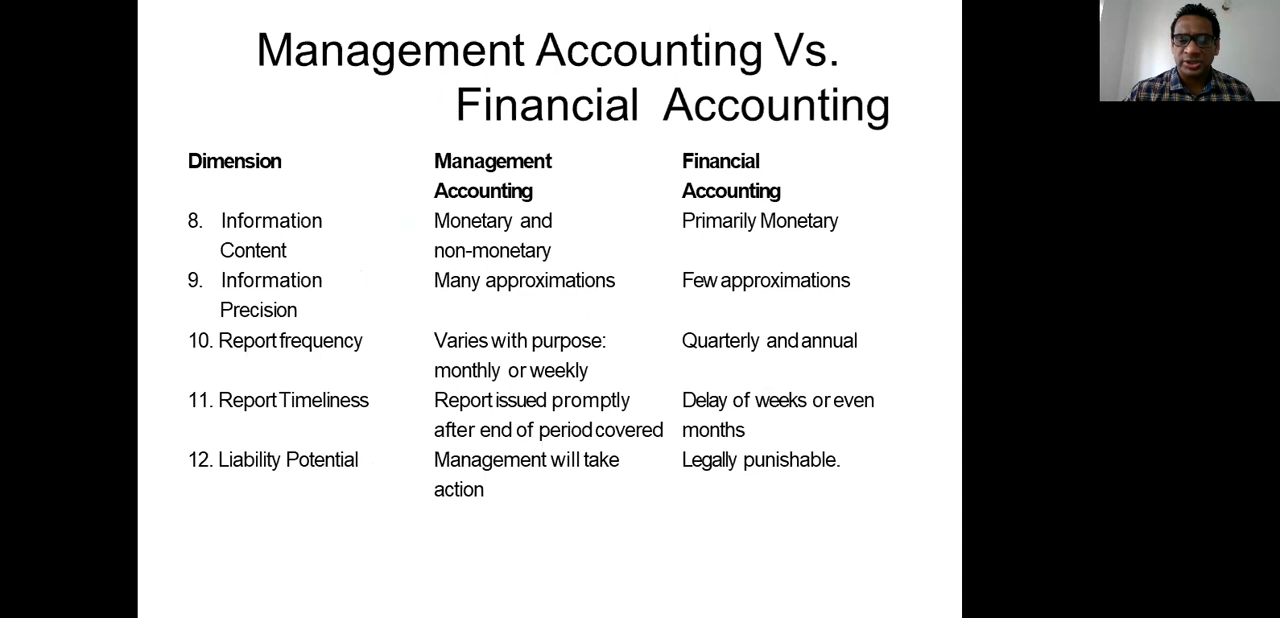 Management Accounting Vs.
Financial Accounting
Dimension Management Financial
Accounting Accounting
8. Information Monetary and Primarily Monetary
Content non-monetary
9. Information Many approximations Few approximations
Precision
10. Report frequency Varies with purpose: Quarterly and annual
monthly or weekly
11. Report Timeliness Report issued promptly Delay of weeks or even
after end of period covered months
12. Liability Potential Management will take Legally punishable.
action